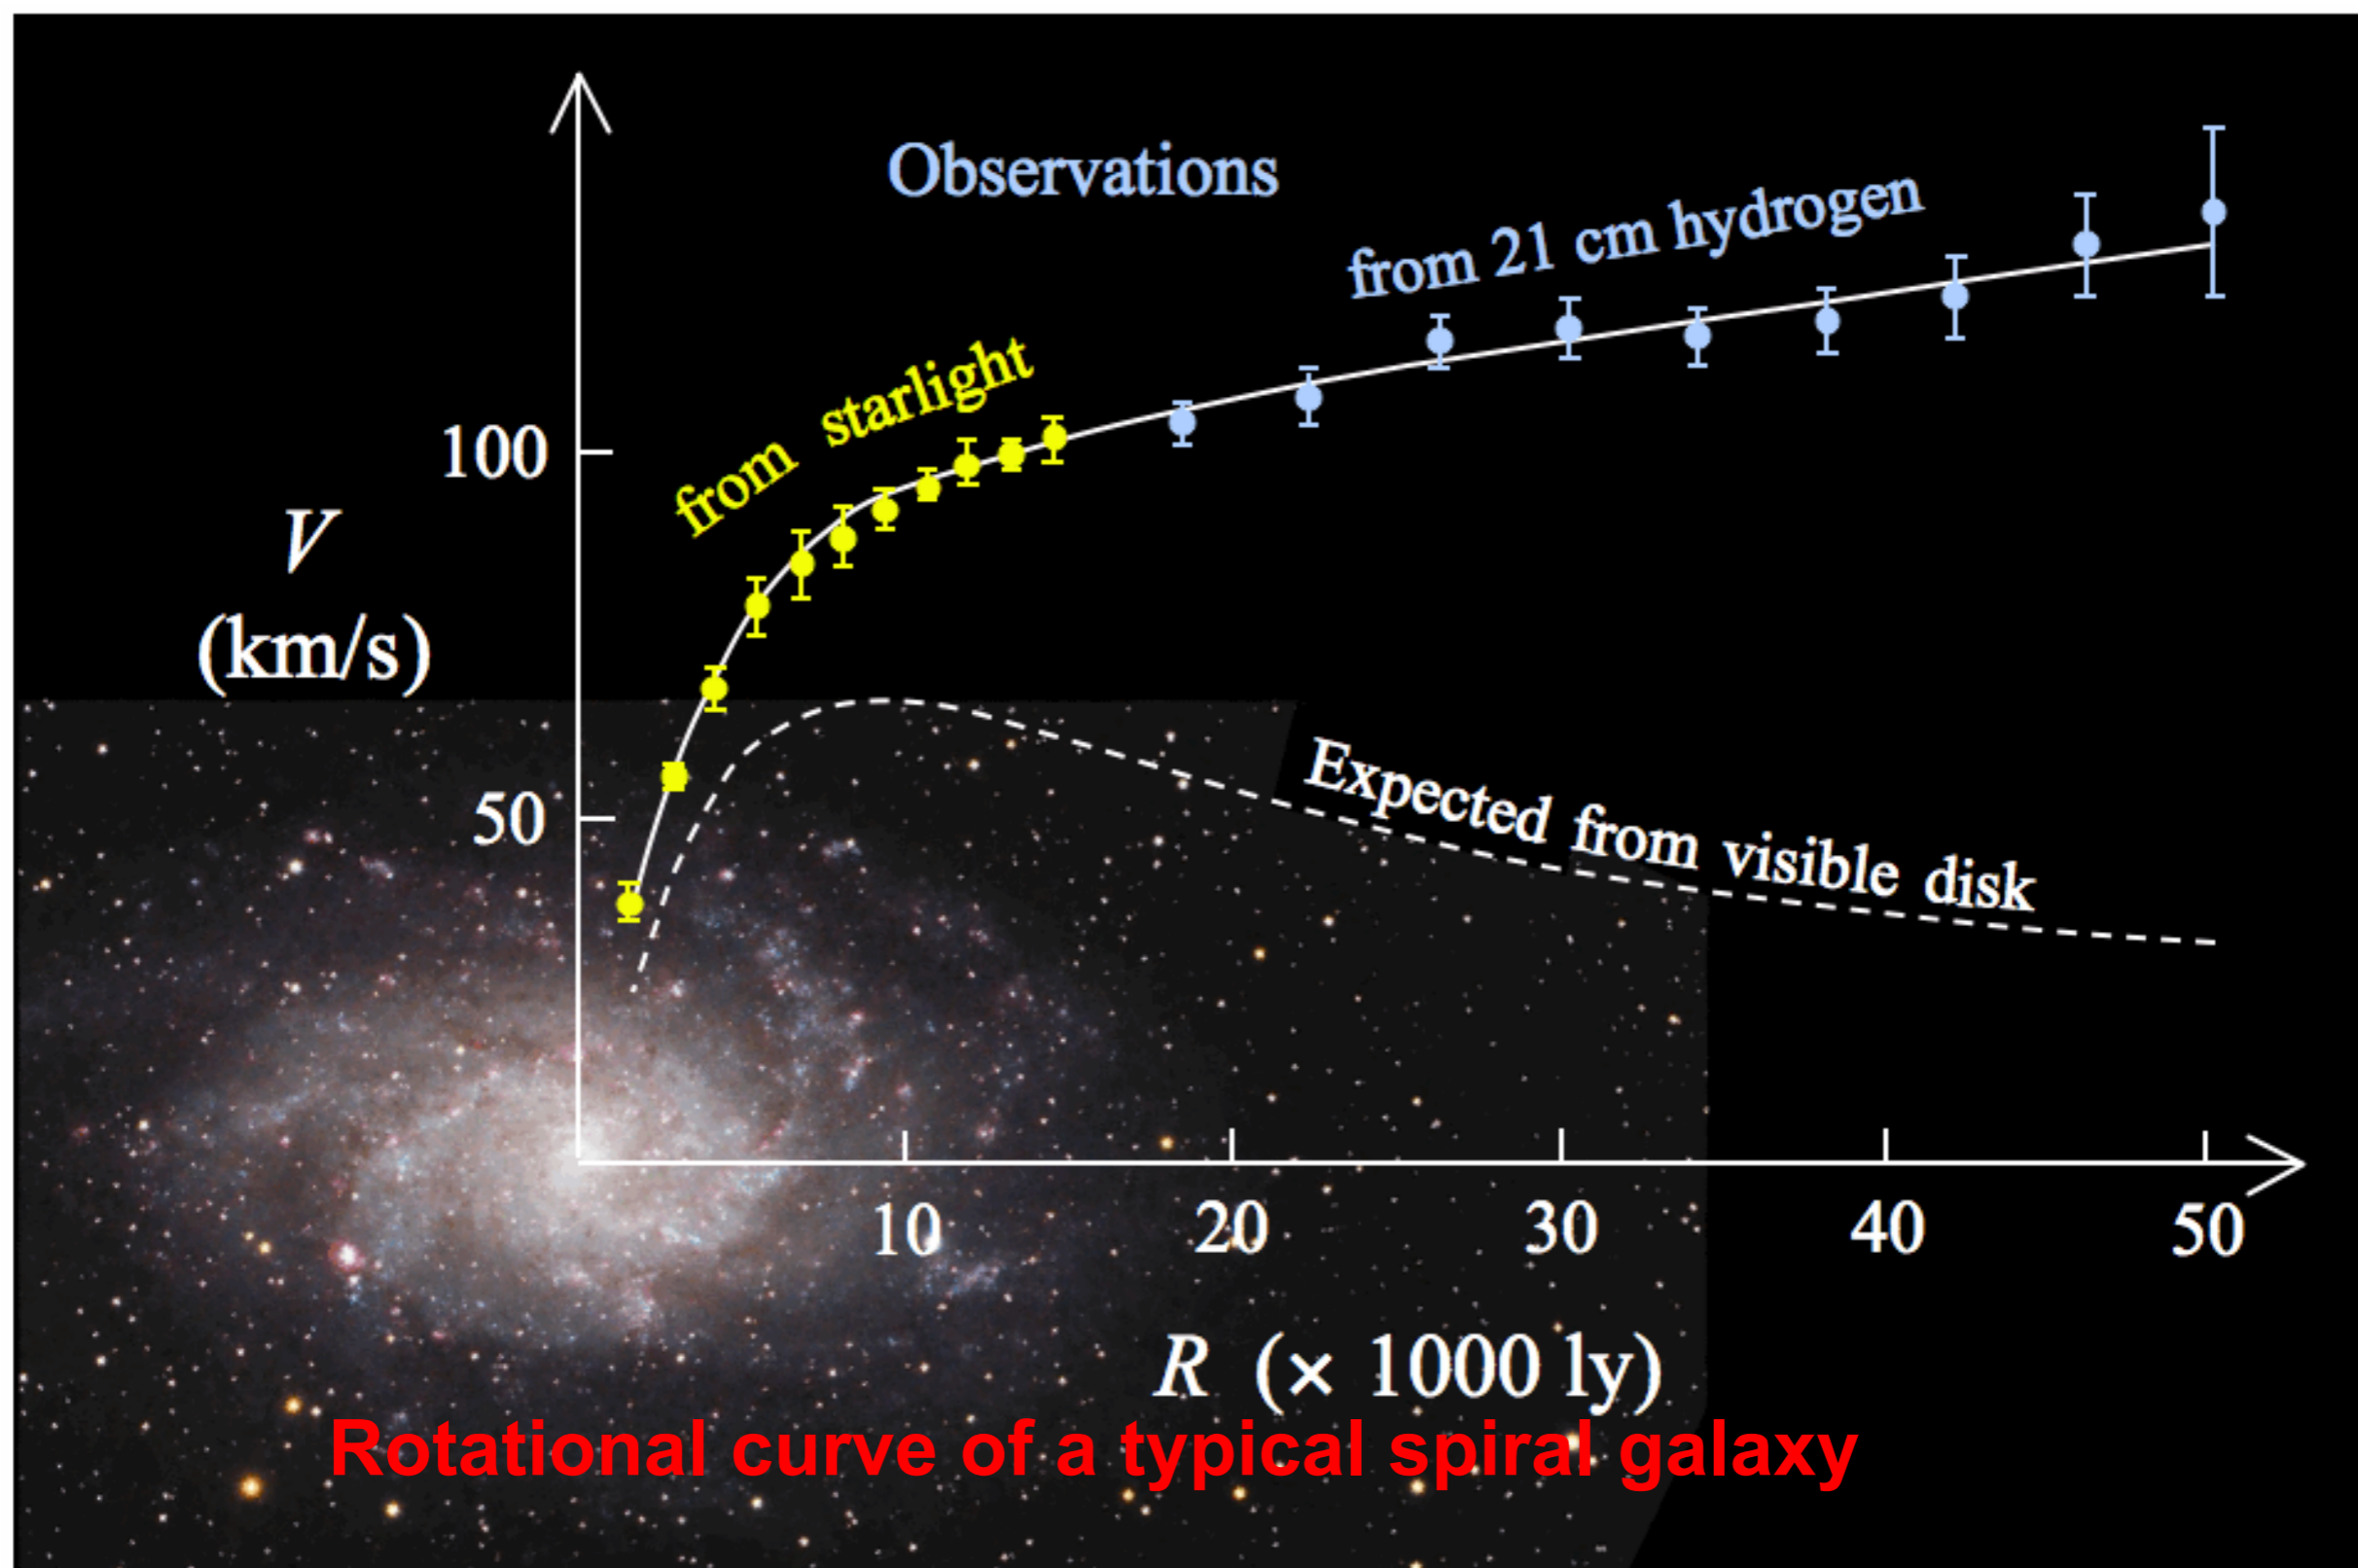 Observations
from 21 cm hydrogen
from starlight
100
V
(km/s)
50
Expected from visible disk
10 20 30 40 50
R (× 1000 ly)
Rotational curve of a typical spiral galaxy